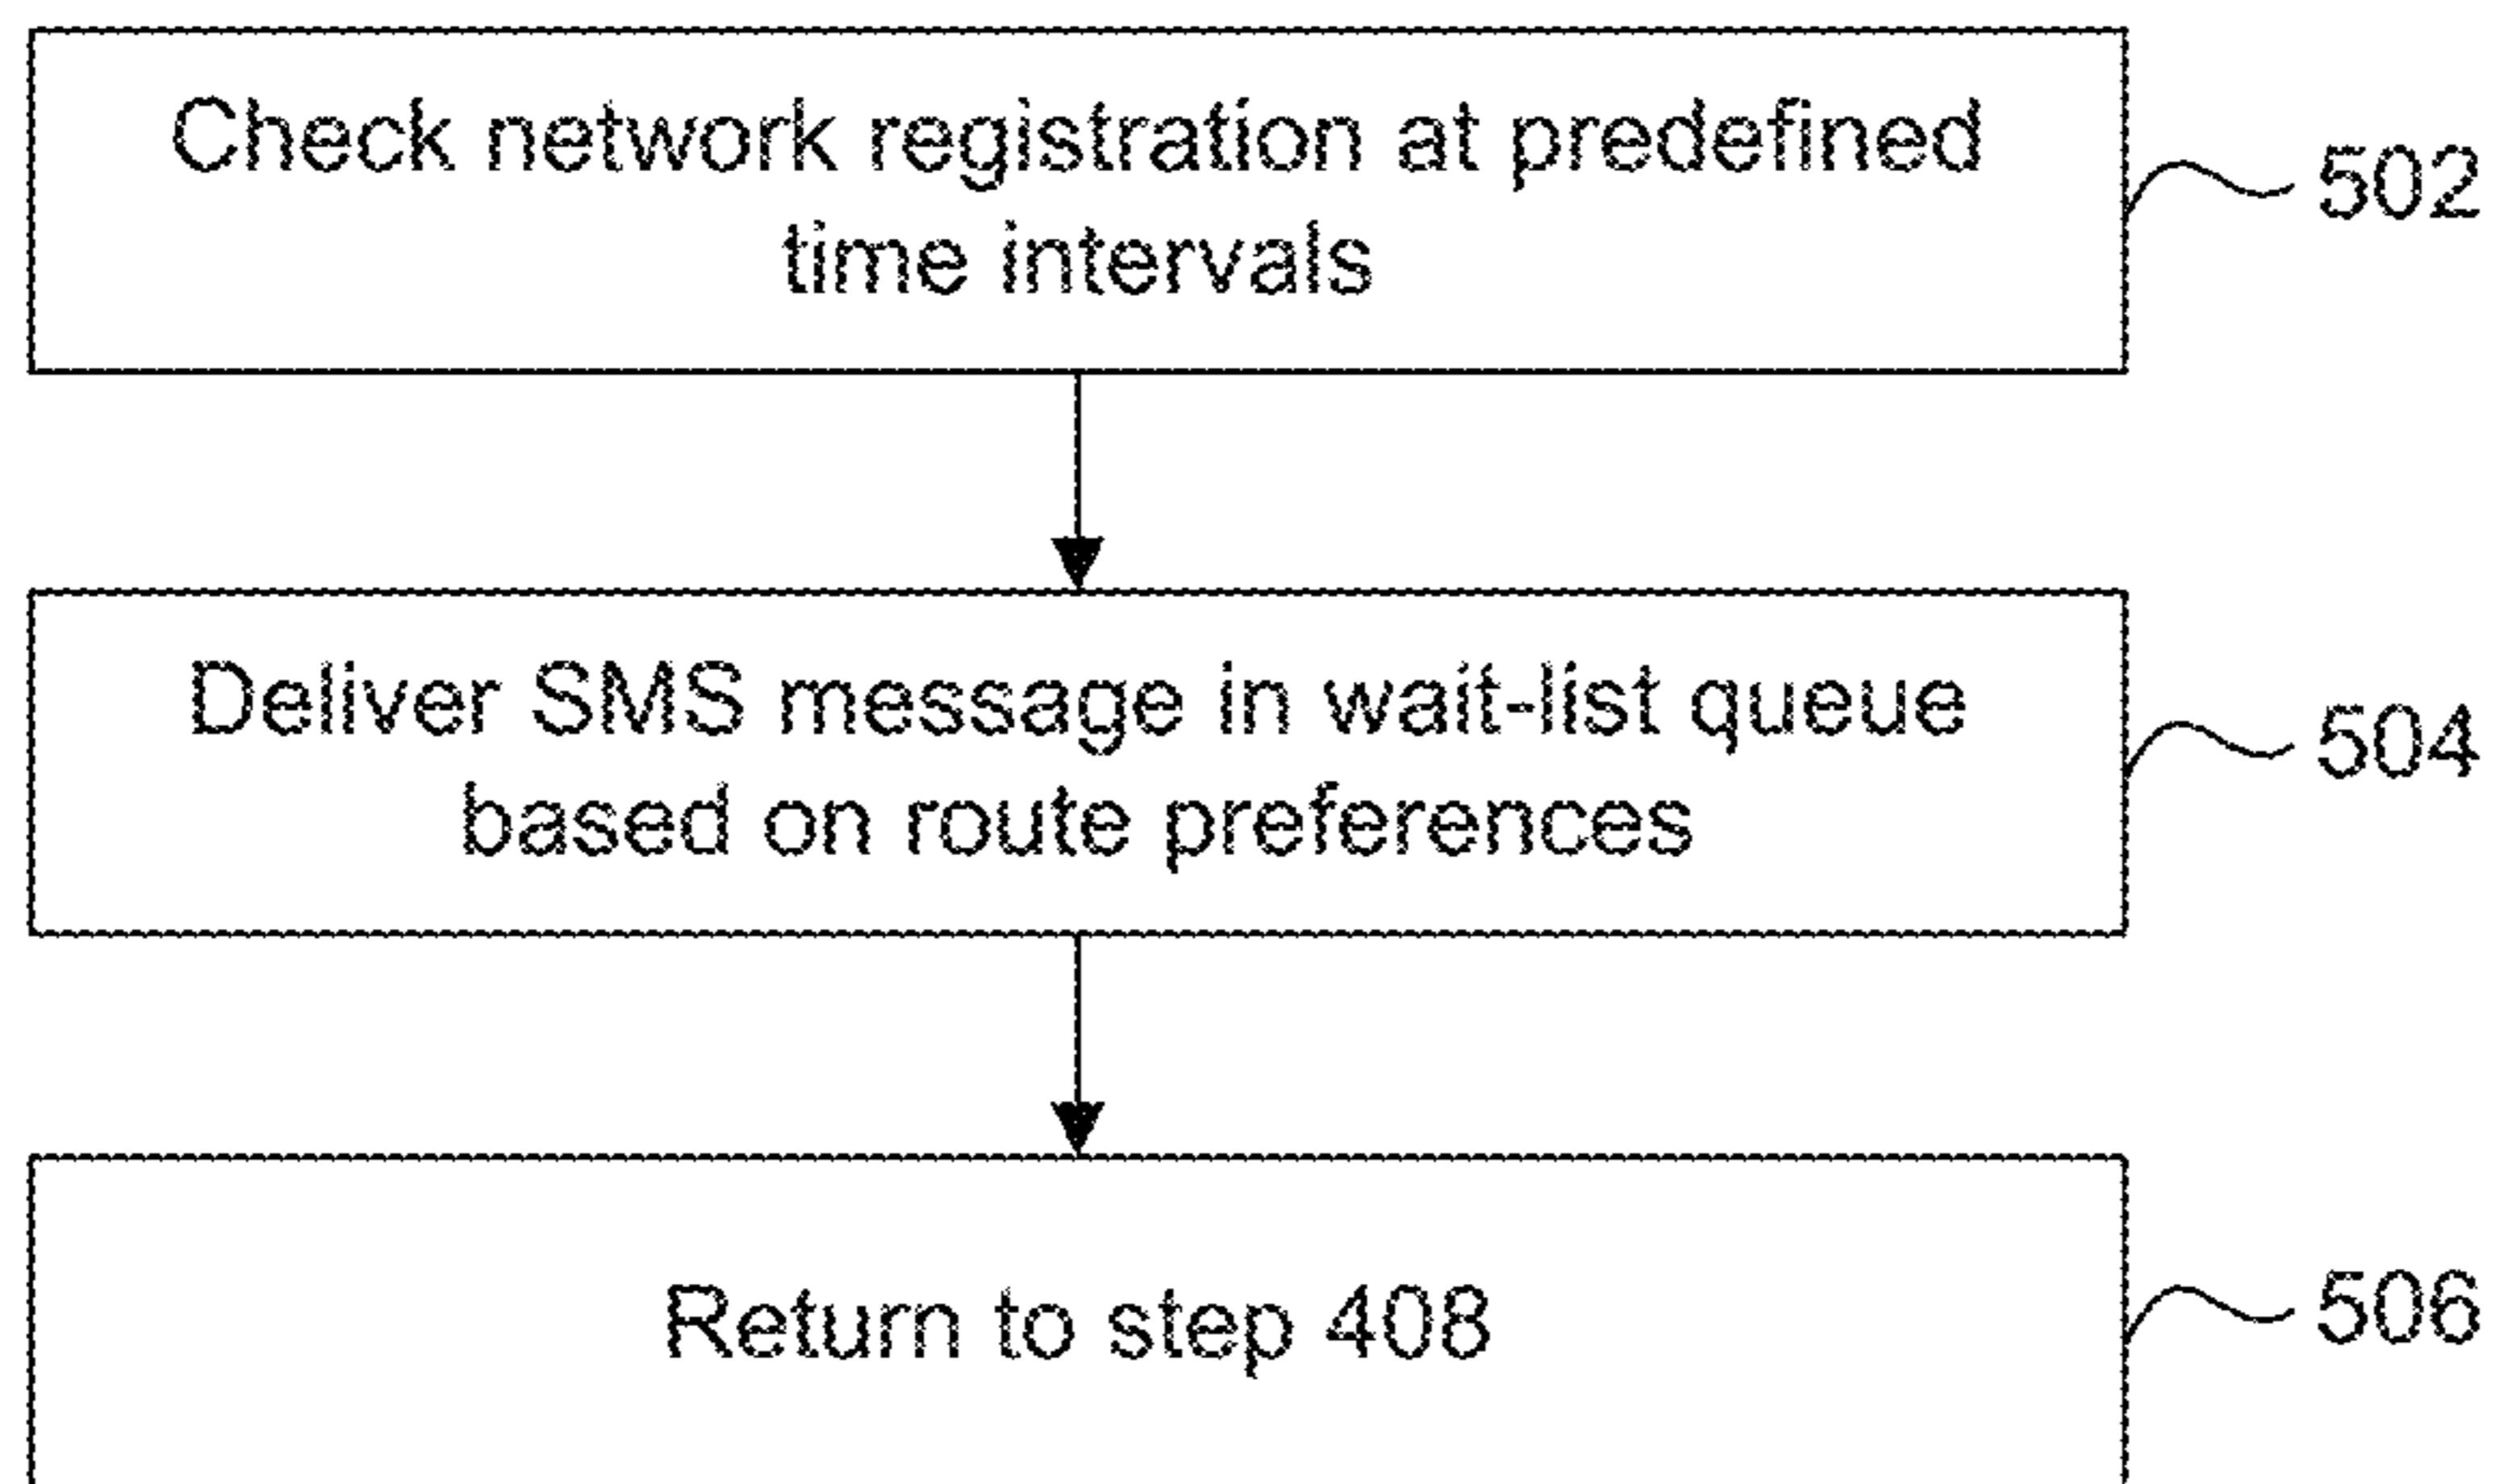 Check network registration at predefined
time intervals
502
Deliver SMS message in wait-list queue
based on route preferences
504
Return to step 408
506